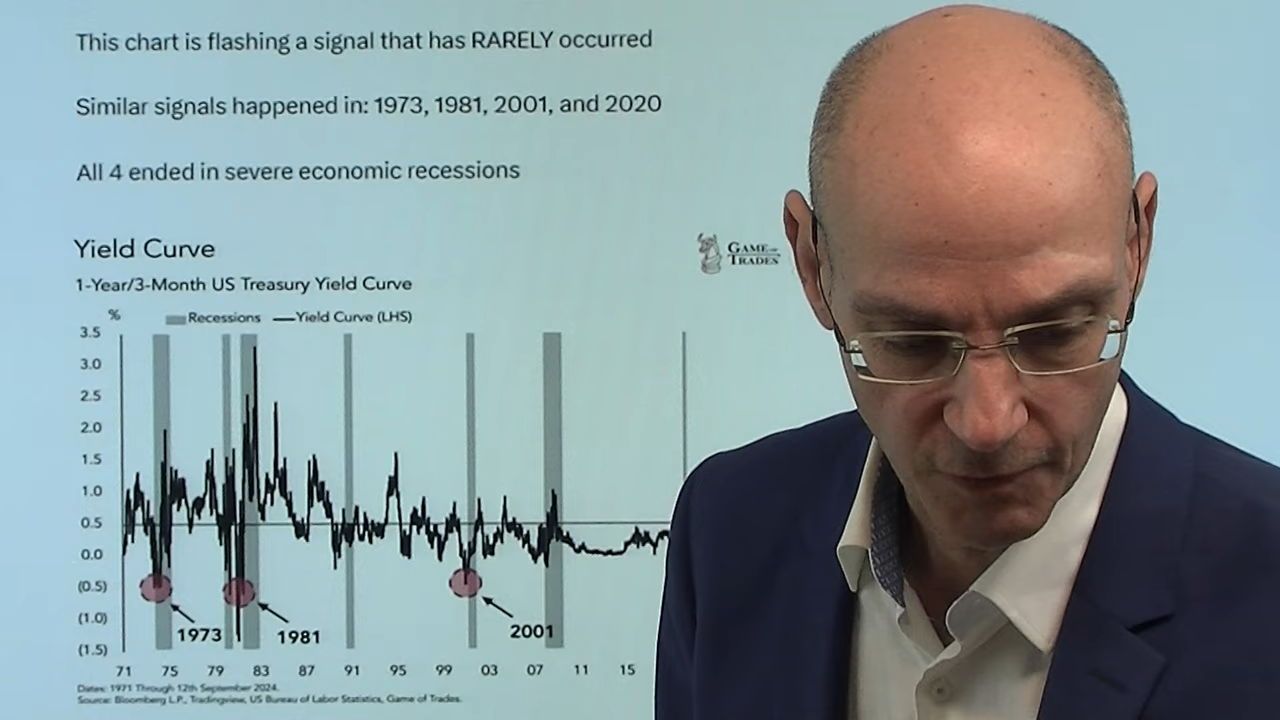 This chart is flashing a signal that has RARELY occurred
Similar signals happened in: 1973, 1981, 2001, and 2020
All 4 ended in severe economic recessions
Yield Curve
GAME OF
TRADES
1-Year/3-Month US Treasury Yield Curve
%
Recessions
Yield Curve (LHS)
3.5
3.0
2.5
2.0
1.5
1.0
0.5
0.0
(0.5)
(1.0)
(1.5)
1973
1981
2001
71 75 79 83 87 91 95 99 03 07 11 15
Dates: 1971 Through 12th September 2024.
Source: Bloomberg L.P., Tradingview, US Bureau of Labor Statistics, Game of Trades.